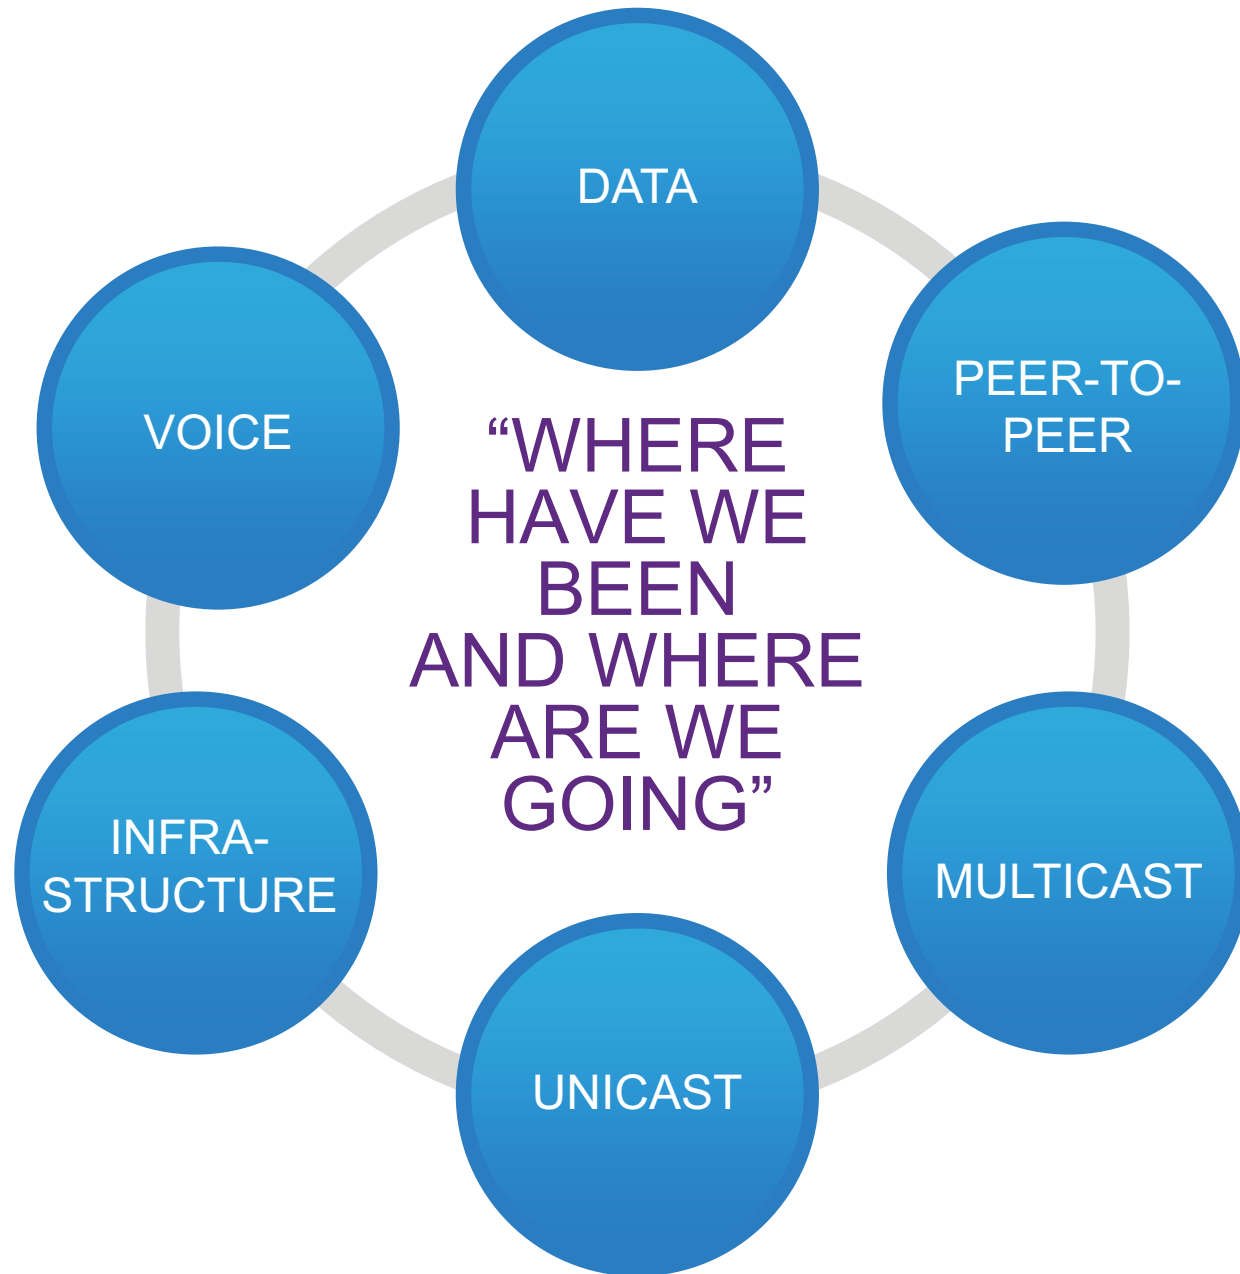 DATA
PEER-TO-
PEER
VOICE
“WHERE
HAVE WE
BEEN
AND WHERE
ARE WE
GOING”
INFRA-
STRUCTURE
MULTICAST
UNICAST